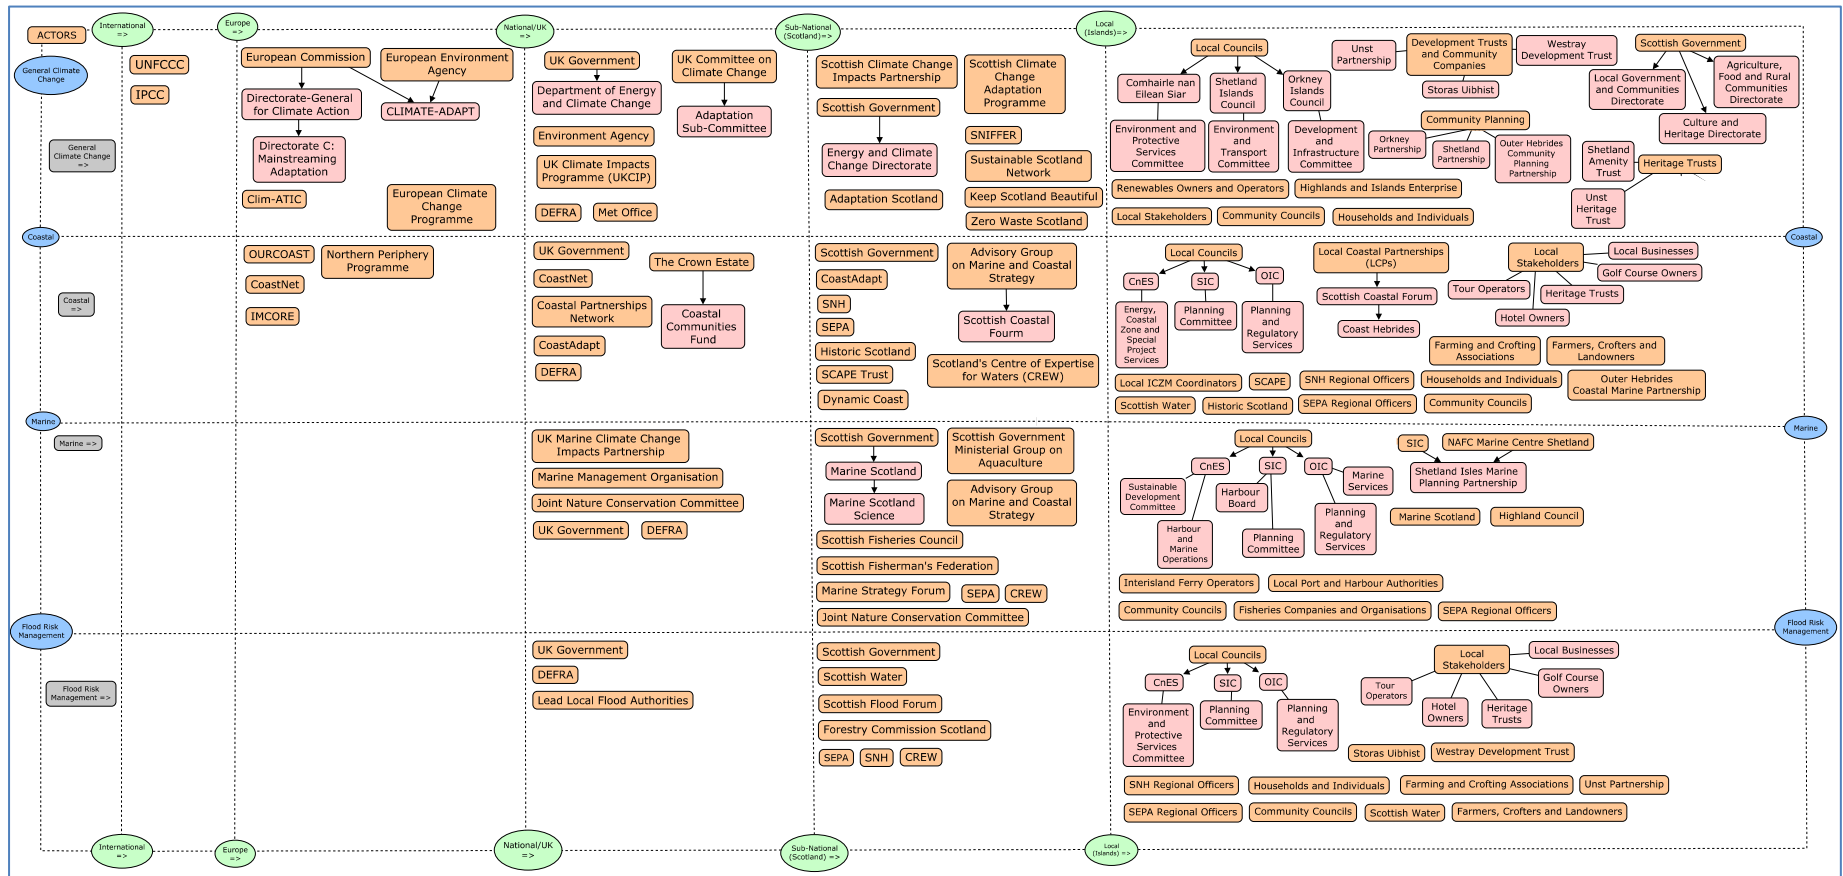 ACTORS
International
=>
Europe
=>
National/UK
=>
Sub-National
(Scotland)=>
Local
(Islands)=>
General Climate
Change
General
Climate Change
=>
UNFCCC
IPCC
European Commission
European Environment
Agency
Directorate-General
for Climate Action
CLIMATE-ADAPT
Directorate C:
Mainstreaming
Adaptation
Clim-ATIC
European Climate
Change
Programme
UK Government
UK Committee on
Climate Change
Department of Energy
and Climate Change
Adaptation
Sub-Committee
Environment Agency
UK Climate Impacts
Programme (UKCIP)
DEFRA
Met Office
Scottish Climate Change
Impacts Partnership
Scottish Climate
Change
Adaptation
Programme
Scottish Government
SNIFFER
Energy and Climate
Change Directorate
Sustainable Scotland
Network
Adaptation Scotland
Keep Scotland Beautiful
Zero Waste Scotland
Local Councils
Comhairle nan
Eilean Siar
Shetland
Islands
Council
Orkney
Islands
Council
Environment and
Protective
Services
Committee
Environment
and
Transport
Committee
Development
and
Infrastructure
Committee
Unst
Partnership
Development Trusts
and Community
Companies
Westray
Development Trust
Storas Uibhist
Community Planning
Orkney
Partnership
Shetland
Partnership
Outer Hebrides
Community
Planning
Partnership
Scottish Government
Local Government
and Communities
Directorate
Agriculture,
Food and Rural
Communities
Directorate
Culture and
Heritage Directorate
Shetland
Amenity
Trust
Heritage Trusts
Unst
Heritage
Trust
Renewables Owners and Operators
Highlands and Islands Enterprise
Local Stakeholders
Community Councils
Households and Individuals
Coastal
Coastal
Coastal
=>
OURCOAST
Northern Periphery
Programme
CoastNet
IMCORE
UK Government
The Crown Estate
CoastNet
Coastal Partnerships
Network
Coastal
Communities
Fund
CoastAdapt
DEFRA
Scottish Government
Advisory Group
on Marine and Coastal
Strategy
CoastAdapt
SNH
SEPA
Scottish Coastal
Fourm
Historic Scotland
SCAPE Trust
Scotland's Centre of Expertise
for Waters (CREW)
Dynamic Coast
Local Councils
CnES
SIC
OIC
Energy,
Coastal
Zone and
Special
Project
Services
Planning
Committee
Planning
and
Regulatory
Services
Local Coastal Partnerships
(LCPs)
Scottish Coastal Forum
Coast Hebrides
Local
Stakeholders
Local Businesses
Golf Course Owners
Tour Operators
Heritage Trusts
Hotel Owners
Farming and Crofting
Associations
Farmers, Crofters and
Landowners
Local ICZM Coordinators
SCAPE
SNH Regional Officers
Households and Individuals
Outer Hebrides
Coastal Marine Partnership
Scottish Water
Historic Scotland
SEPA Regional Officers
Community Councils
Marine
Marine
Marine =>
UK Marine Climate Change
Impacts Partnership
Marine Management Organisation
Joint Nature Conservation Committee
UK Government
DEFRA
Scottish Government
Scottish Government
Ministerial Group on
Aquaculture
Marine Scotland
Marine Scotland
Science
Advisory Group
on Marine and Coastal
Strategy
Scottish Fisheries Council
Scottish Fisherman's Federation
Marine Strategy Forum
SEPA
CREW
Joint Nature Conservation Committee
Local Councils
CnES
SIC
OIC
Marine
Services
Sustainable
Development
Committee
Harbour
Board
Harbour
and
Marine
Operations
Planning
Committee
Planning
and
Regulatory
Services
SIC
NAFC Marine Centre Shetland
Shetland Isles Marine
Planning Partnership
Marine Scotland
Highland Council
Interisland Ferry Operators
Local Port and Harbour Authorities
Community Councils
Fisheries Companies and Organisations
SEPA Regional Officers
Flood Risk
Management
Flood Risk
Management
Flood Risk
Management =>
UK Government
DEFRA
Lead Local Flood Authorities
Scottish Government
Scottish Water
Scottish Flood Forum
Forestry Commission Scotland
SEPA
SNH
CREW
Local Councils
CnES
SIC
OIC
Environment
and
Protective
Services
Committee
Planning
Committee
Planning
and
Regulatory
Services
Local
Stakeholders
Local Businesses
Golf Course
Owners
Tour
Operators
Hotel
Owners
Heritage
Trusts
Storas Uibhist
Westray Development Trust
SNH Regional Officers
Households and Individuals
Farming and Crofting Associations
Unst Partnership
SEPA Regional Officers
Community Councils
Scottish Water
Farmers, Crofters and Landowners
International
=>
Europe
=>
National/UK
=>
Sub-National
(Scotland) =>
Local
(Islands) =>